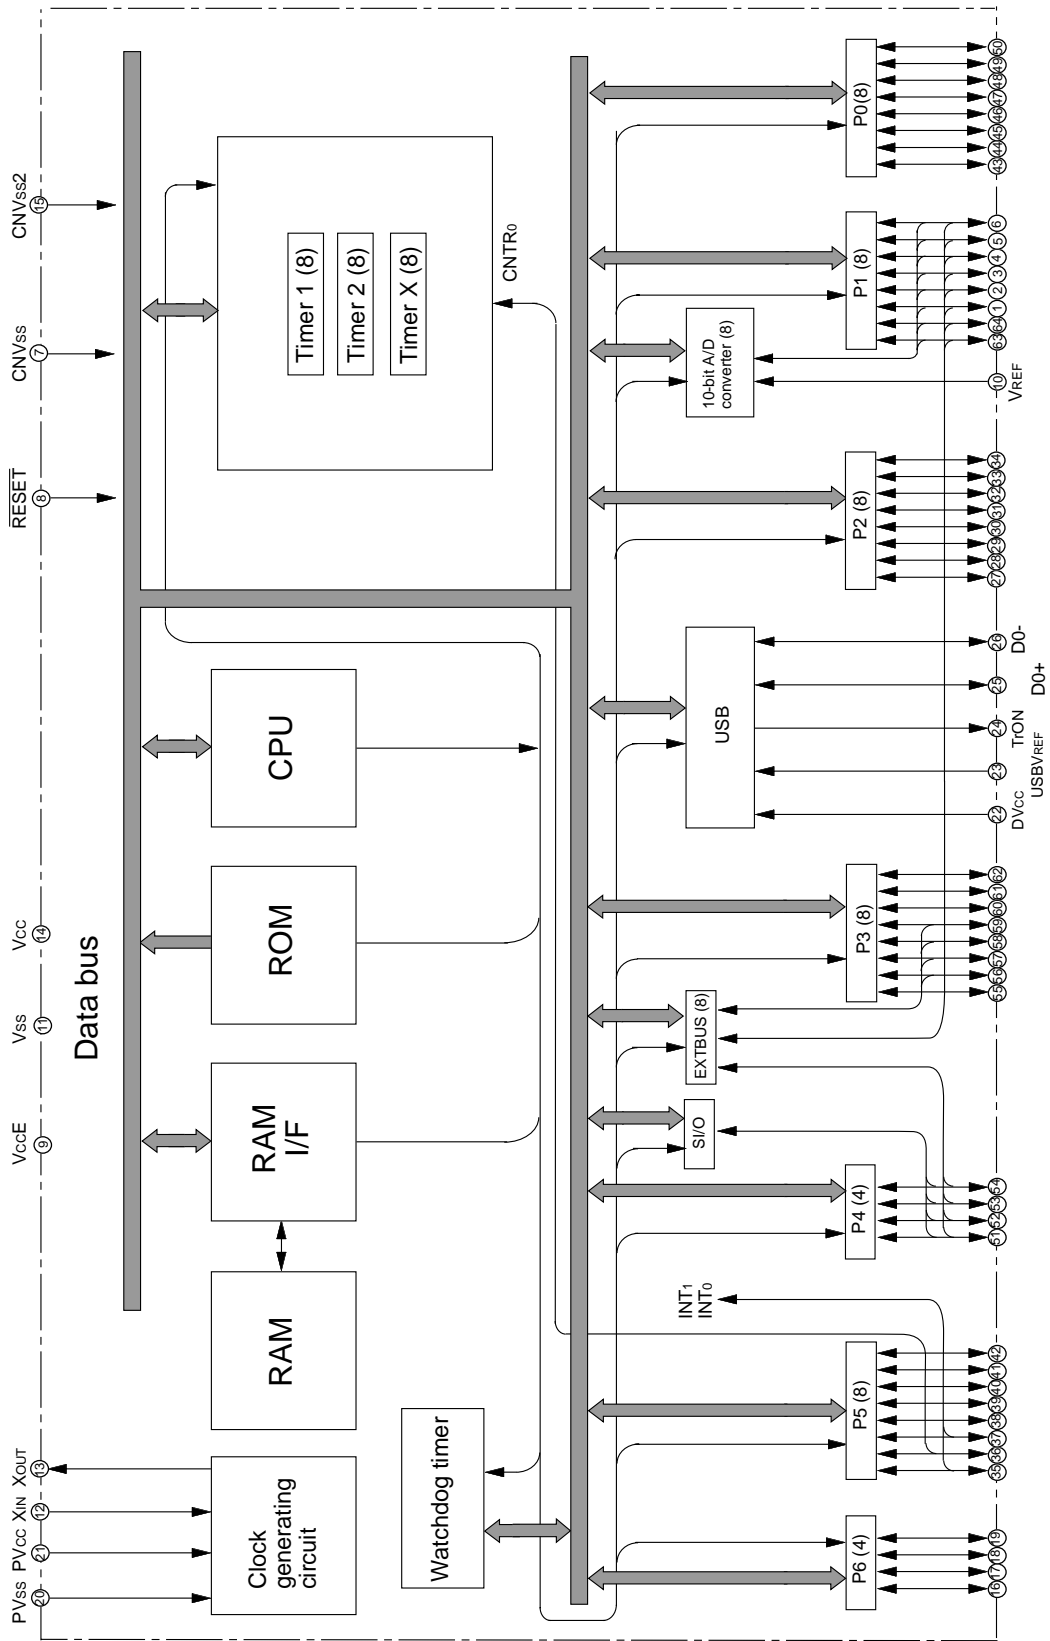 PVSS PVCC XIN XOUT
20 21 12 13
VCCE
9
VSS
11
VCC
14
RESET
8
CNVSS
7
CNVSS2
15
Data bus
Clock
generating
circuit
RAM
RAM
I/F
ROM
CPU
Timer 1 (8)
Timer 2 (8)
Timer X (8)
CNTR0
Watchdog timer
INT1
INT0
SI/O
EXTBUS (8)
USB
10-bit A/D
converter (8)
P6 (4)
P5 (8)
P4 (4)
P3 (8)
P2 (8)
P1 (8)
P0(8)
16 17 18 19
35 36 37 38 39 40 41 42
51 52 53 54
55 56 57 58 59 60 61 62
22 23 24 25 26
27 28 29 30 31 32 33 34
10
63 64 1 2 3 4 5 6
43 44 45 46 47 48 49 50
DVCC
USBVREF
TrON
D0+
D0-
VREF